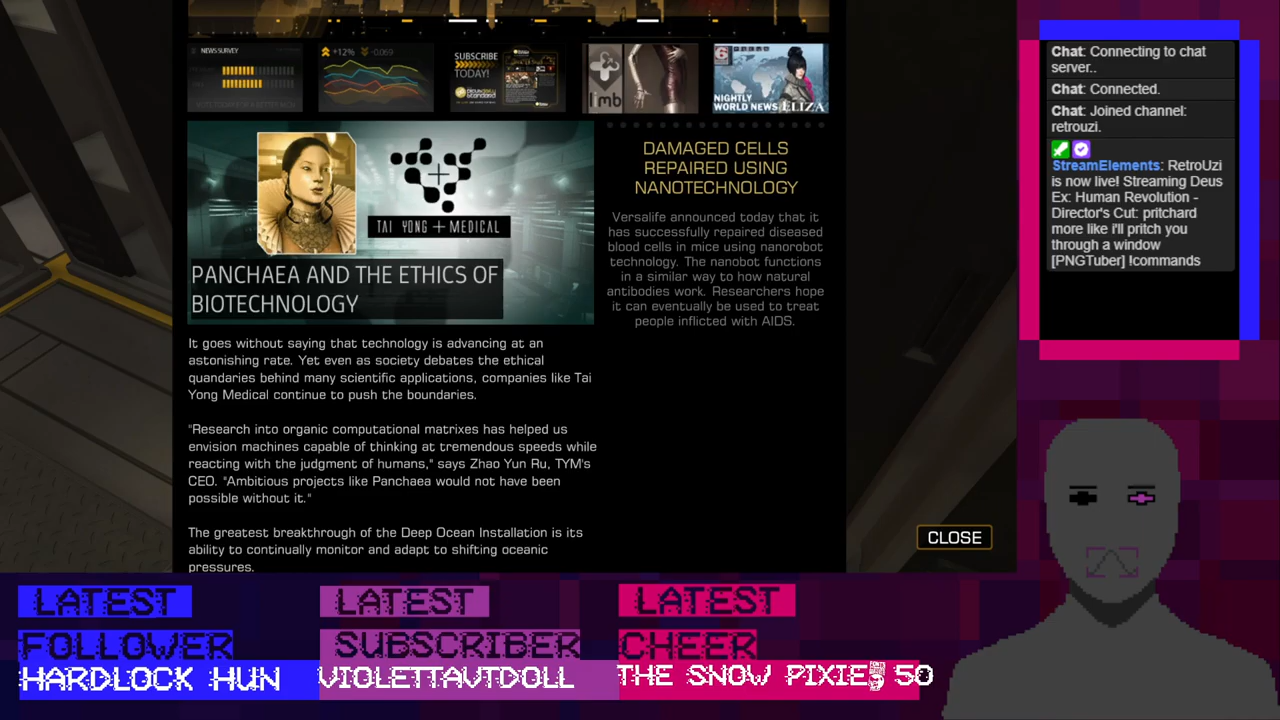 NEWS SURVEY
+12% -0.069
SUBSCRIBE
TODAY!
limb
6
NIGHTLY
WORLD NEWS ELIZA
TAI YONG + MEDICAL
PANCHAEA AND THE ETHICS OF
BIOTECHNOLOGY
It goes without saying that technology is advancing at an
astonishing rate. Yet even as society debates the ethical
quandaries behind many scientific applications, companies like Tai
Yong Medical continue to push the boundaries.
"Research into organic computational matrixes has helped us
envision machines capable of thinking at tremendous speeds while
reacting with the judgment of humans," says Zhao Yun Ru, TYM's
CEO. "Ambitious projects like Panchaea would not have been
possible without it."
The greatest breakthrough of the Deep Ocean Installation is its
ability to continually monitor and adapt to shifting oceanic
pressures.
DAMAGED CELLS
REPAIRED USING
NANOTECHNOLOGY
Versalife announced today that it
has successfully repaired diseased
blood cells in mice using nanorobot
technology. The nanobot functions
in a similar way to how natural
antibodies work. Researchers hope
it can eventually be used to treat
people inflicted with AIDS.
CLOSE
Chat: Connecting to chat
server..
Chat: Connected.
Chat: Joined channel:
retrouzi.
StreamElements: RetroUzi
is now live! Streaming Deus
Ex: Human Revolution -
Director's Cut: pritchard
more like i'll pritch you
through a window
[PNGTuber] !commands
LATEST
FOLLOWER
HARDLOCK HUN
LATEST
SUBSCRIBER
VIOLETTAVTDOLL
LATEST
CHEER
THE SNOW PIXIE 50